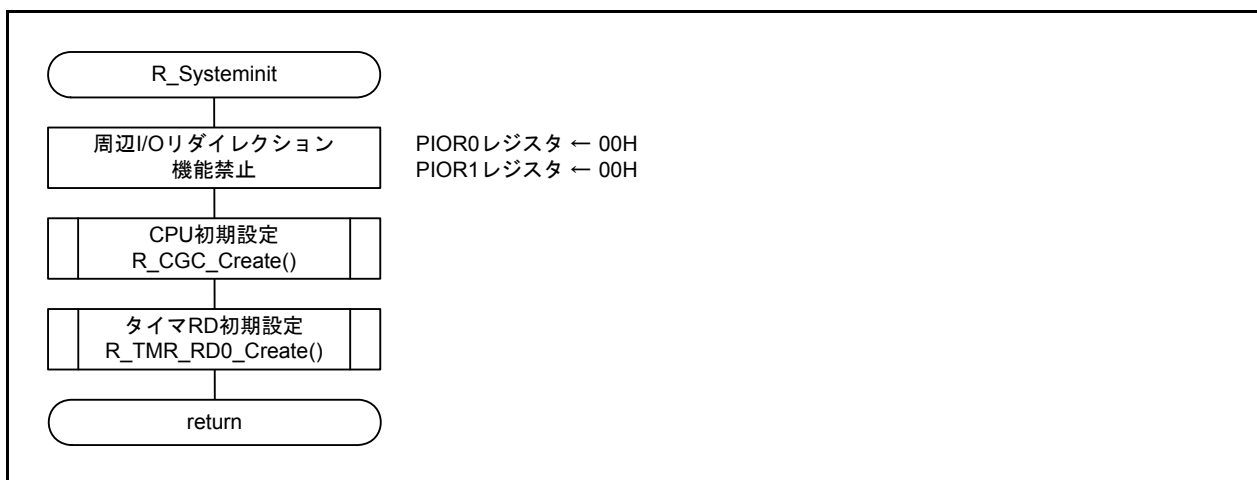 R_Systeminit
周辺I/Oリダイレクション
機能禁止
PIOR0レジスタ ← 00H
PIOR1レジスタ ← 00H
CPU初期設定
R_CGC_Create()
タイマRD初期設定
R_TMR_RD0_Create()
return